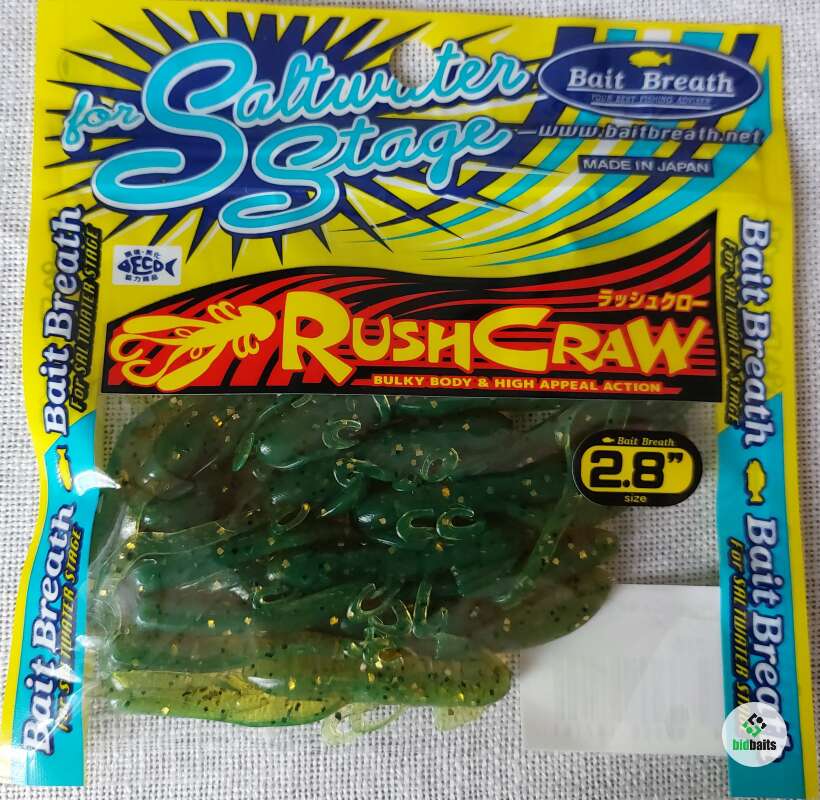 for Saltwater
Stage
Bait Breath
YOUR BEST FISHING ADVISER
www.baitbreath.net
MADE IN JAPAN
ECO
ラッシュクロー
RUSHCRAW
BULKY BODY & HIGH APPEAL ACTION
Bait Breath
2.8”
size
Bait Breath
FOR SALTWATER STAGE
Bait Breath
FOR SALTWATER STAGE
Bait Breath
FOR SALTWATER STAGE
Bait Breath
FOR SALTWATER STAGE
bidbaits